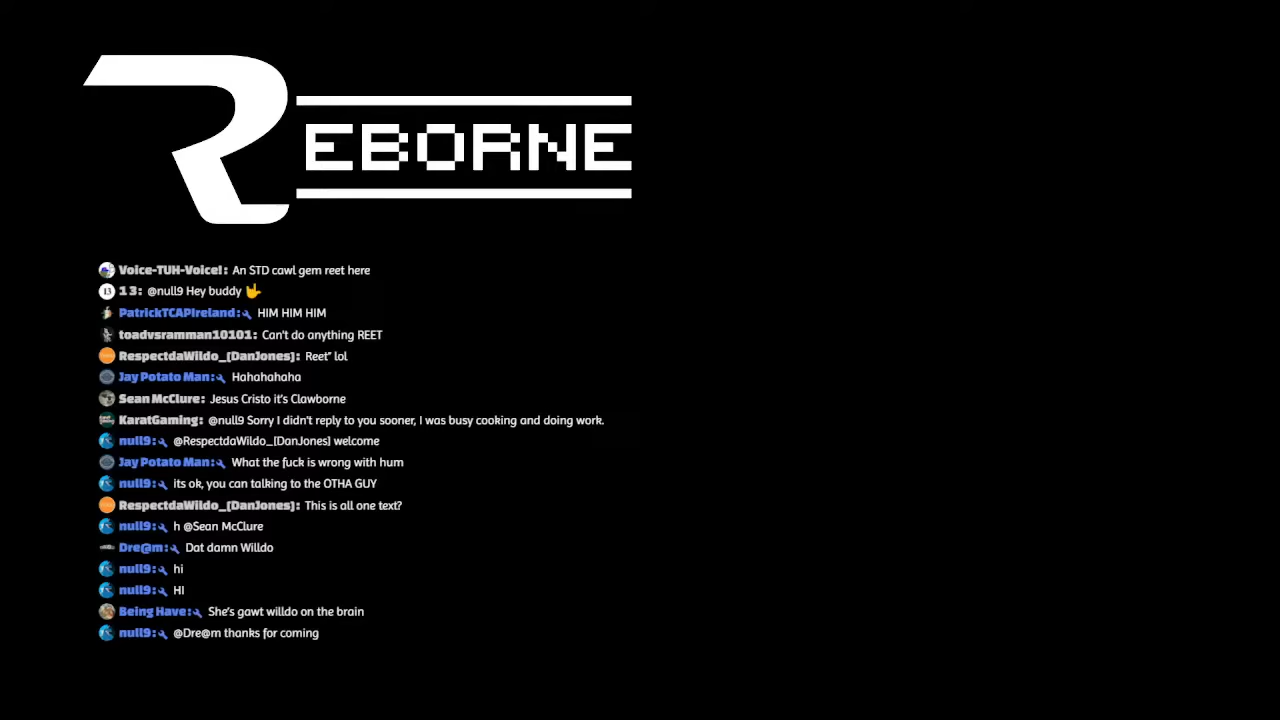 REBORNE
Voice-TUH-Voice!: An STD cawl gem reet here
13: @null9 Hey buddy 🤟
PatrickTCAPIreland: HIM HIM HIM
toadvsramman10101: Can't do anything REET
RespectdaWildo_(DanJones): Reet” lol
Jay Potato Man: Hahahahaha
Sean McClure: Jesus Cristo it's Clawborne
KaratGaming: @null9 Sorry I didn't reply to you sooner, I was busy cooking and doing work.
null9: @RespectdaWildo_(DanJones) welcome
Jay Potato Man: What the fuck is wrong with hum
null9: its ok, you can talking to the OTHA GUY
RespectdaWildo_(DanJones): This is all one text?
null9: h @Sean McClure
Dre@m: Dat damn Willdo
null9: hi
null9: HI
Being Have: She's gawt willdo on the brain
null9: @Dre@m thanks for coming